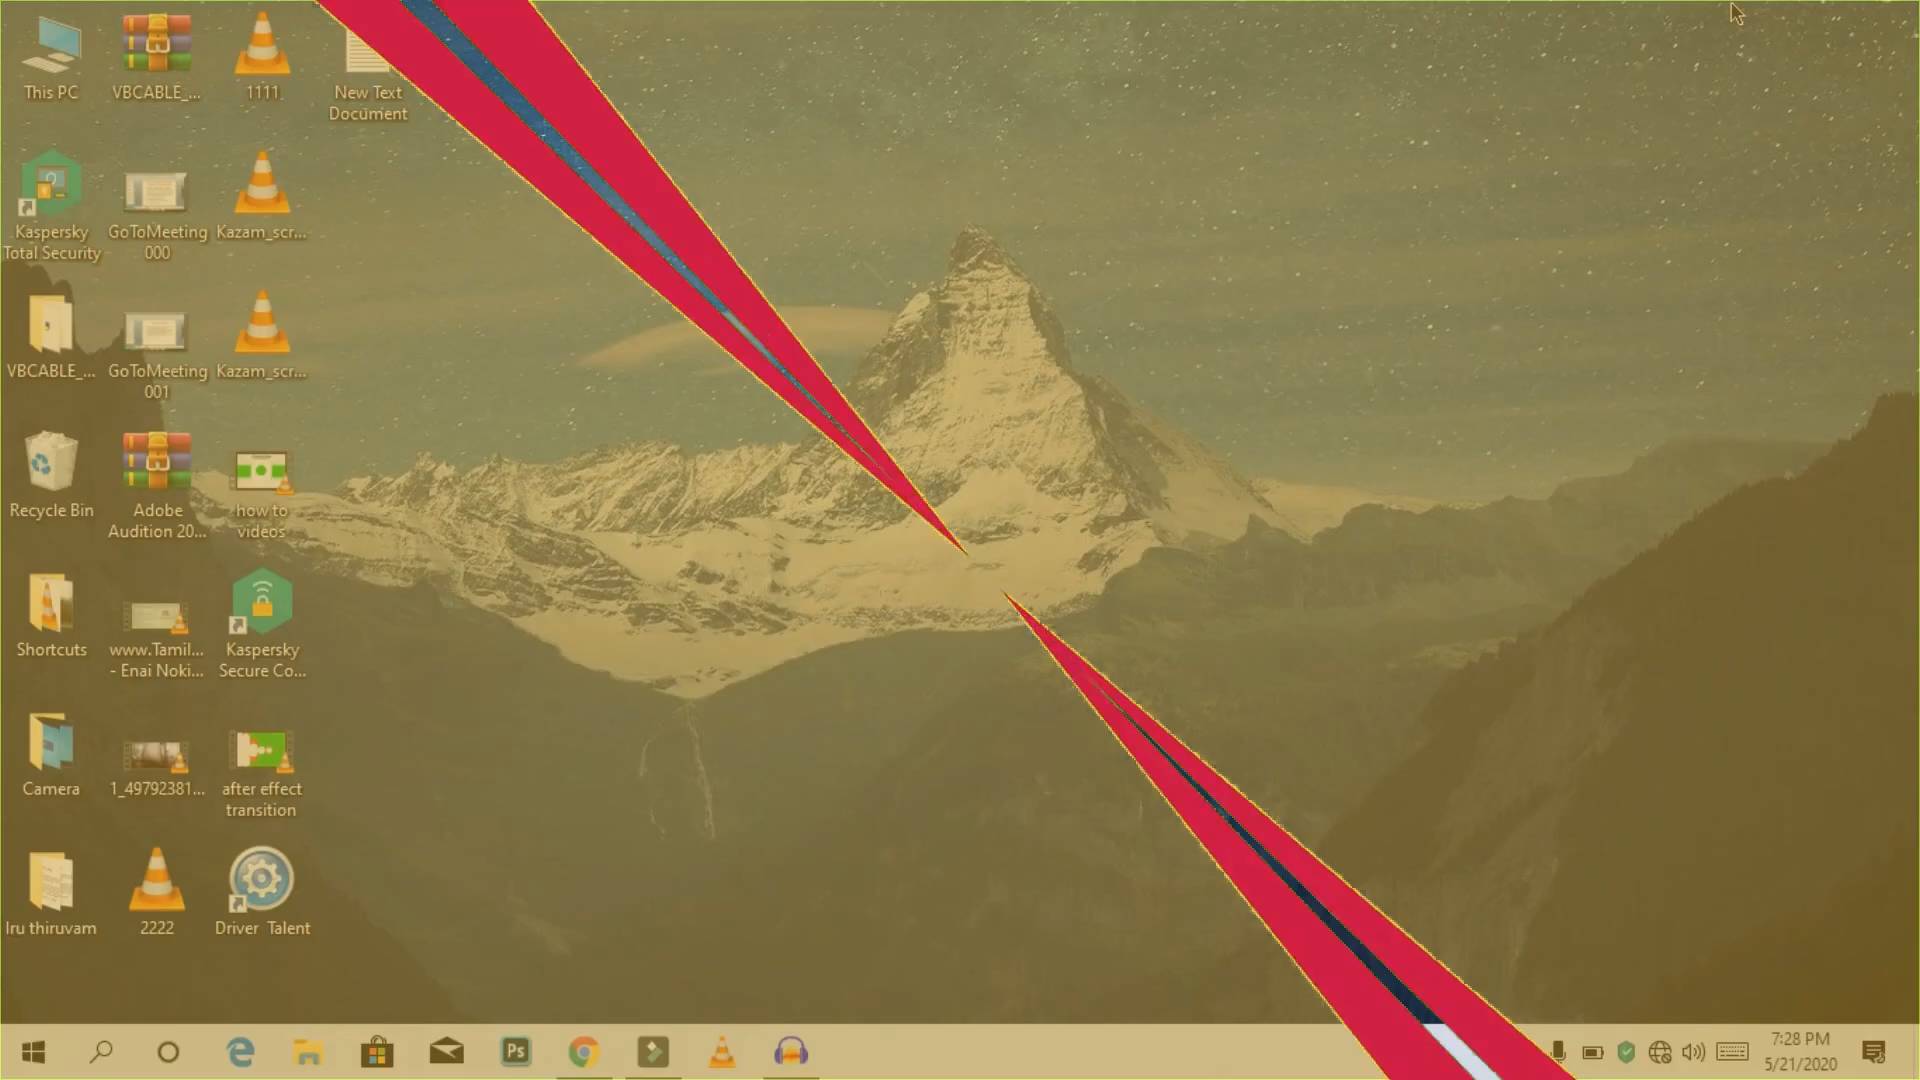 This PC
VBCABLE_...
1111
New Text
Document
Kaspersky
Total Security
GoToMeeting
000
Kazam_scr...
VBCABLE_...
GoToMeeting
001
Kazam_scr...
Recycle Bin
Adobe
Audition 20...
how to
videos
Shortcuts
www.Tamil...
- Enai Noki...
Kaspersky
Secure Co...
Camera
1_49792381...
after effect
transition
Iru thiruvam
2222
Driver Talent
Ps
7:28 PM
5/21/2020